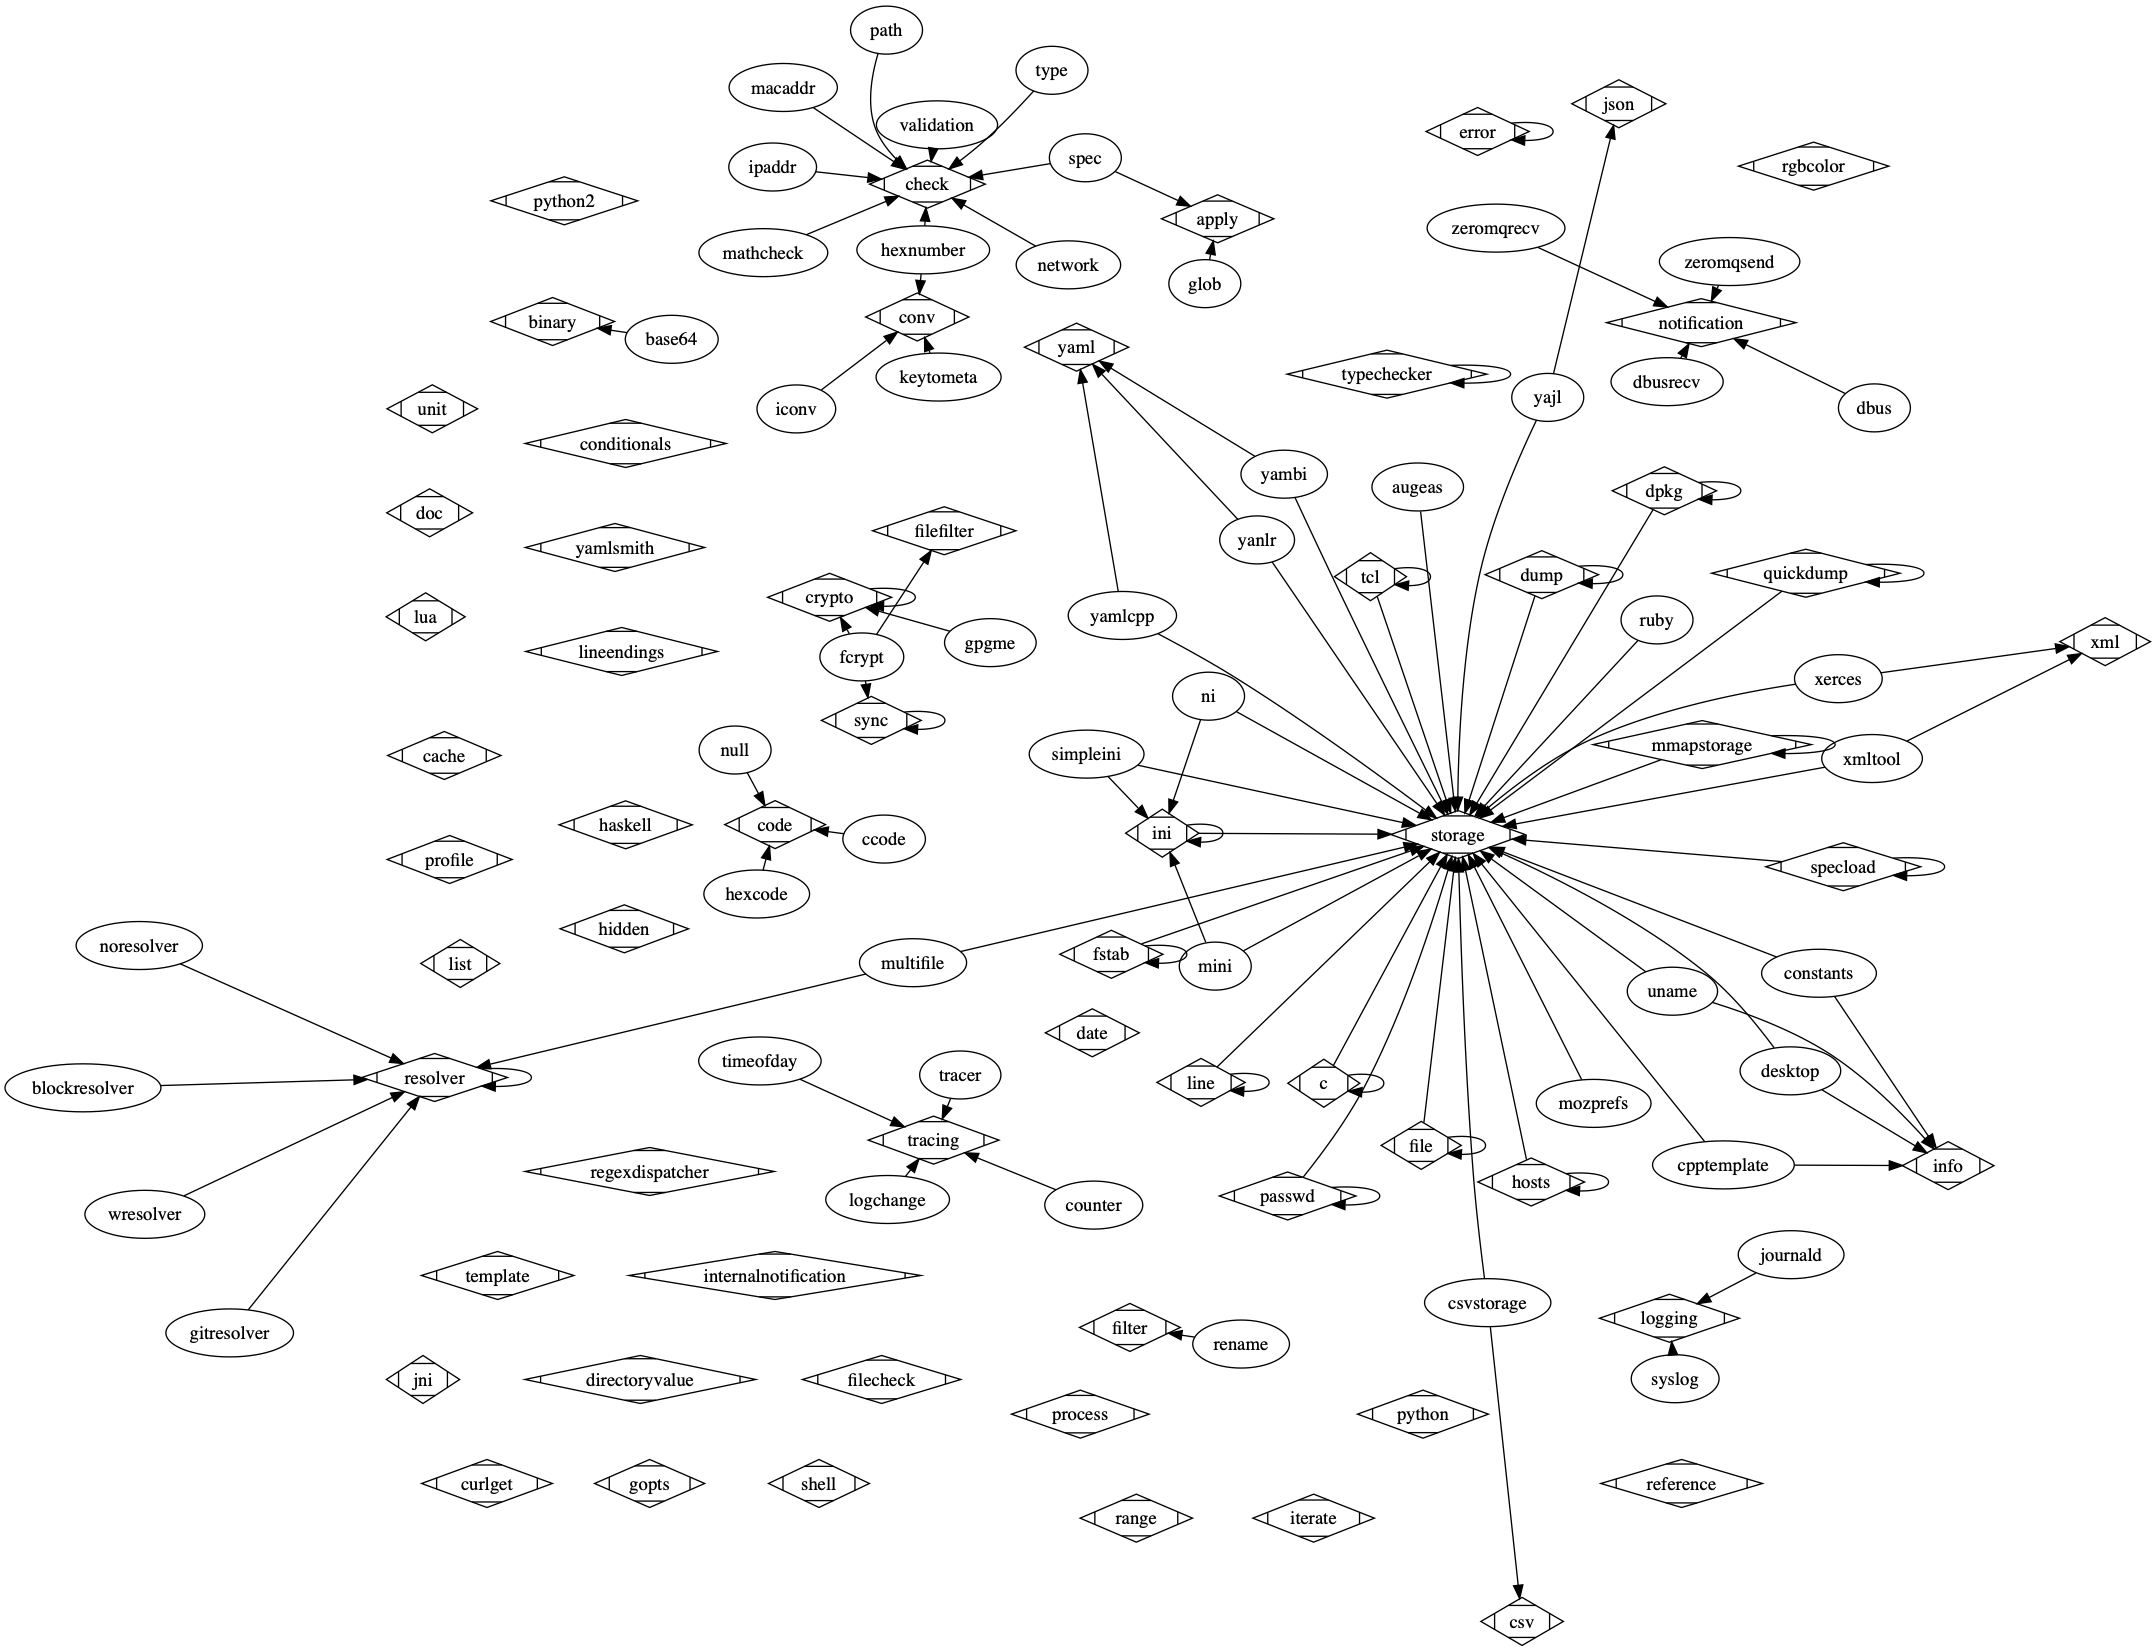 path
type
macaddr
json
validation
error
spec
ipaddr
rgbcolor
check
python2
apply
zeromqrecv
hexnumber
mathcheck
zeromqsend
network
glob
conv
binary
notification
base64
yaml
typechecker
keytometa
dbusrecv
yajl
iconv
unit
dbus
conditionals
yambi
augeas
dpkg
doc
filefilter
yanlr
yamlsmith
quickdump
dump
tcl
crypto
yamlcpp
lua
ruby
xml
gpgme
lineendings
fcrypt
xerces
ni
sync
mmapstorage
null
simpleini
cache
xmltool
haskell
code
ini
storage
ccode
profile
specload
hexcode
hidden
noresolver
fstab
list
multifile
mini
constants
uname
date
timeofday
desktop
tracer
resolver
line
c
blockresolver
mozprefs
tracing
file
cpptemplate
info
regexdispatcher
hosts
passwd
logchange
counter
wresolver
journald
template
internalnotification
csvstorage
logging
filter
gitresolver
rename
jni
directoryvalue
filecheck
syslog
process
python
curlget
gopts
shell
reference
range
iterate
csv